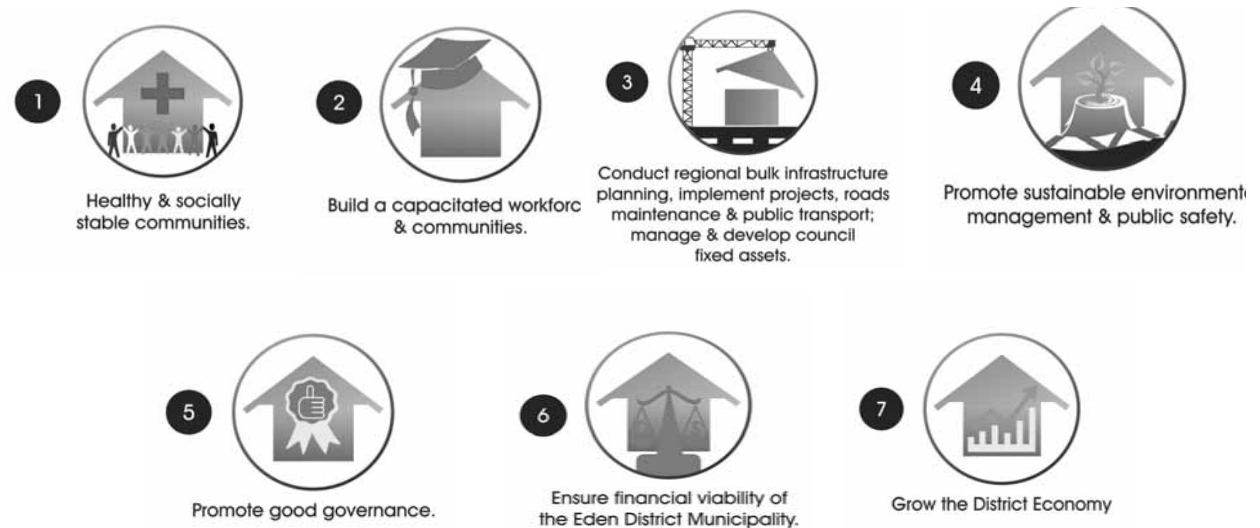 1
Healthy & socially
stable communities.
2
Build a capacitated workforc
& communities.
3
Conduct regional bulk infrastructure
planning, implement projects, roads
maintenance & public transport;
manage & develop council
fixed assets.
4
Promote sustainable environmente
management & public safety.
5
Promote good governance.
6
Ensure financial viability of
the Eden District Municipality.
7
Grow the District Economy